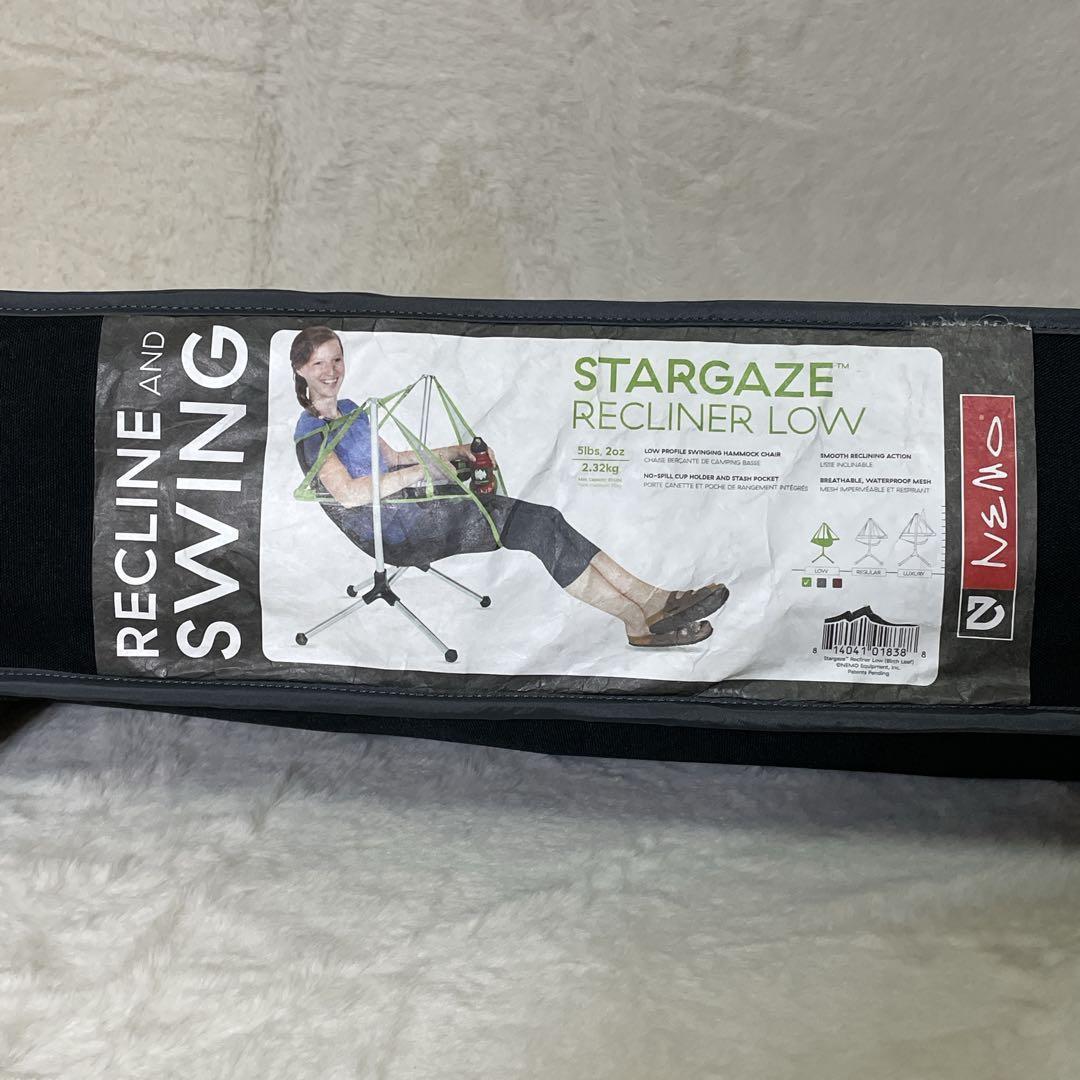 RECLINE AND
SWING
STARGAZE™
RECLINER LOW
5lbs, 2oz
2.32kg
LOW PROFILE SWINGING HAMMOCK CHAIR
CHAISE BERÇANTE DE CAMPING BASSE
NO-SPILL CUP HOLDER AND STASH POCKET
PORTE CANETTE ET POCHE DE RANGEMENT INTÉGRÉS
SMOOTH RECLINING ACTION
LISSE INCLINABLE
BREATHABLE, WATERPROOF MESH
MESH IMPERMÉABLE ET RESPIRANT
LOW
REGULAR
LUXURY
8 14041 01838 8
Stargaze™ Recliner Low (Birch Leaf)
©NEMO Equipment, Inc.
Patents Pending
NEMO